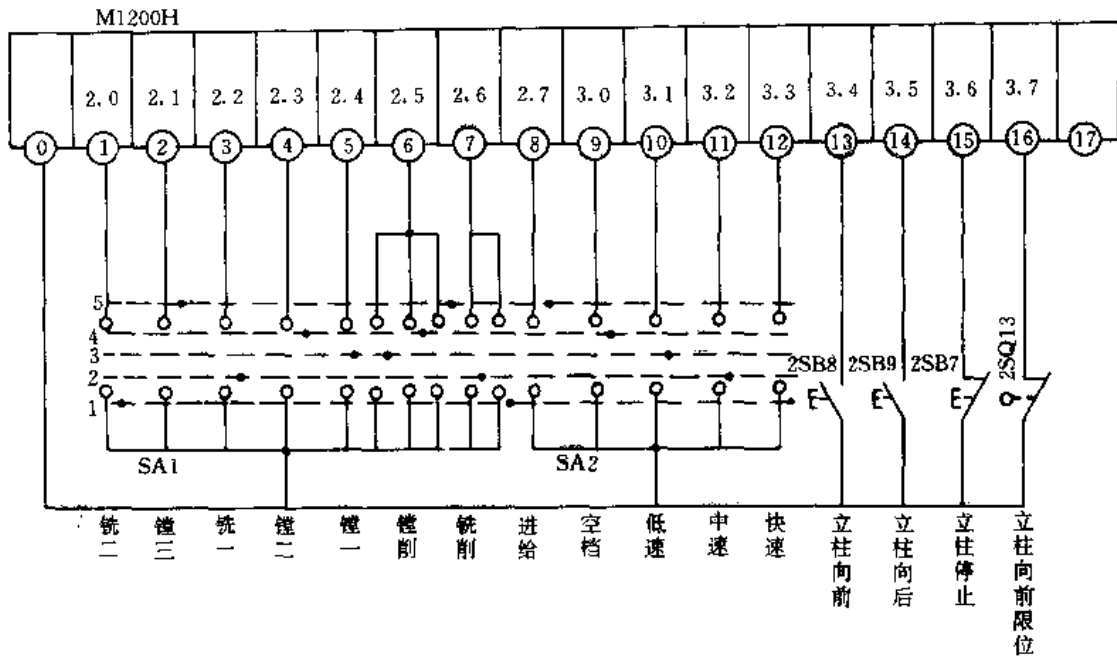 M1200H
2.0 2.1 2.2 2.3 2.4 2.5 2.6 2.7 3.0 3.1 3.2 3.3 3.4 3.5 3.6 3.7
0 1 2 3 4 5 6 7 8 9 10 11 12 13 14 15 16 17
5
4
3
2
1
2SB8 2SB9 2SB7 2SQ13
SA1 SA2
铣二
镗三
铣一
镗二
镗一
镗削
铣削
进给
空档
低速
中速
快速
立柱向前
立柱向后
立柱停止
立柱向前限位